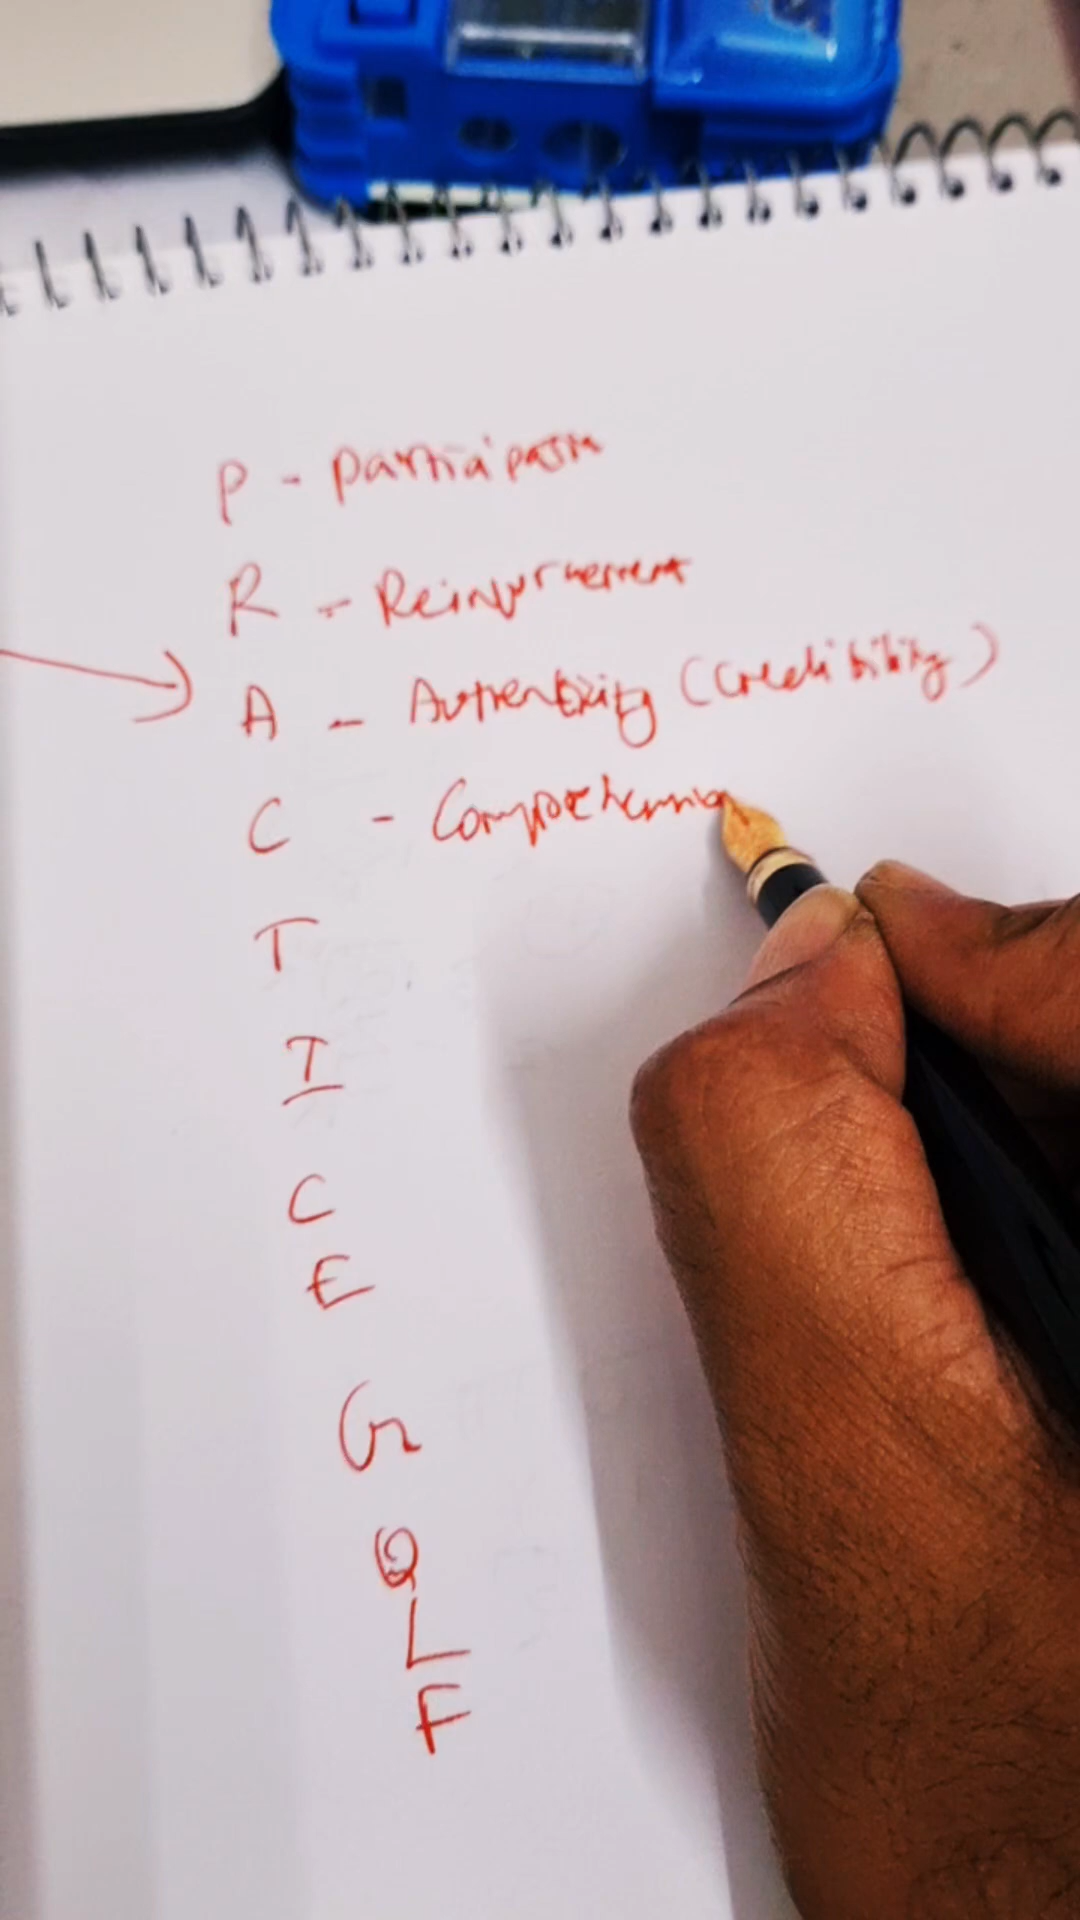 P - Participation
R - Reinforcement
A - Authenticity (Credibility)
C - Comprehension
T
I
C
E
G
Q
L
F